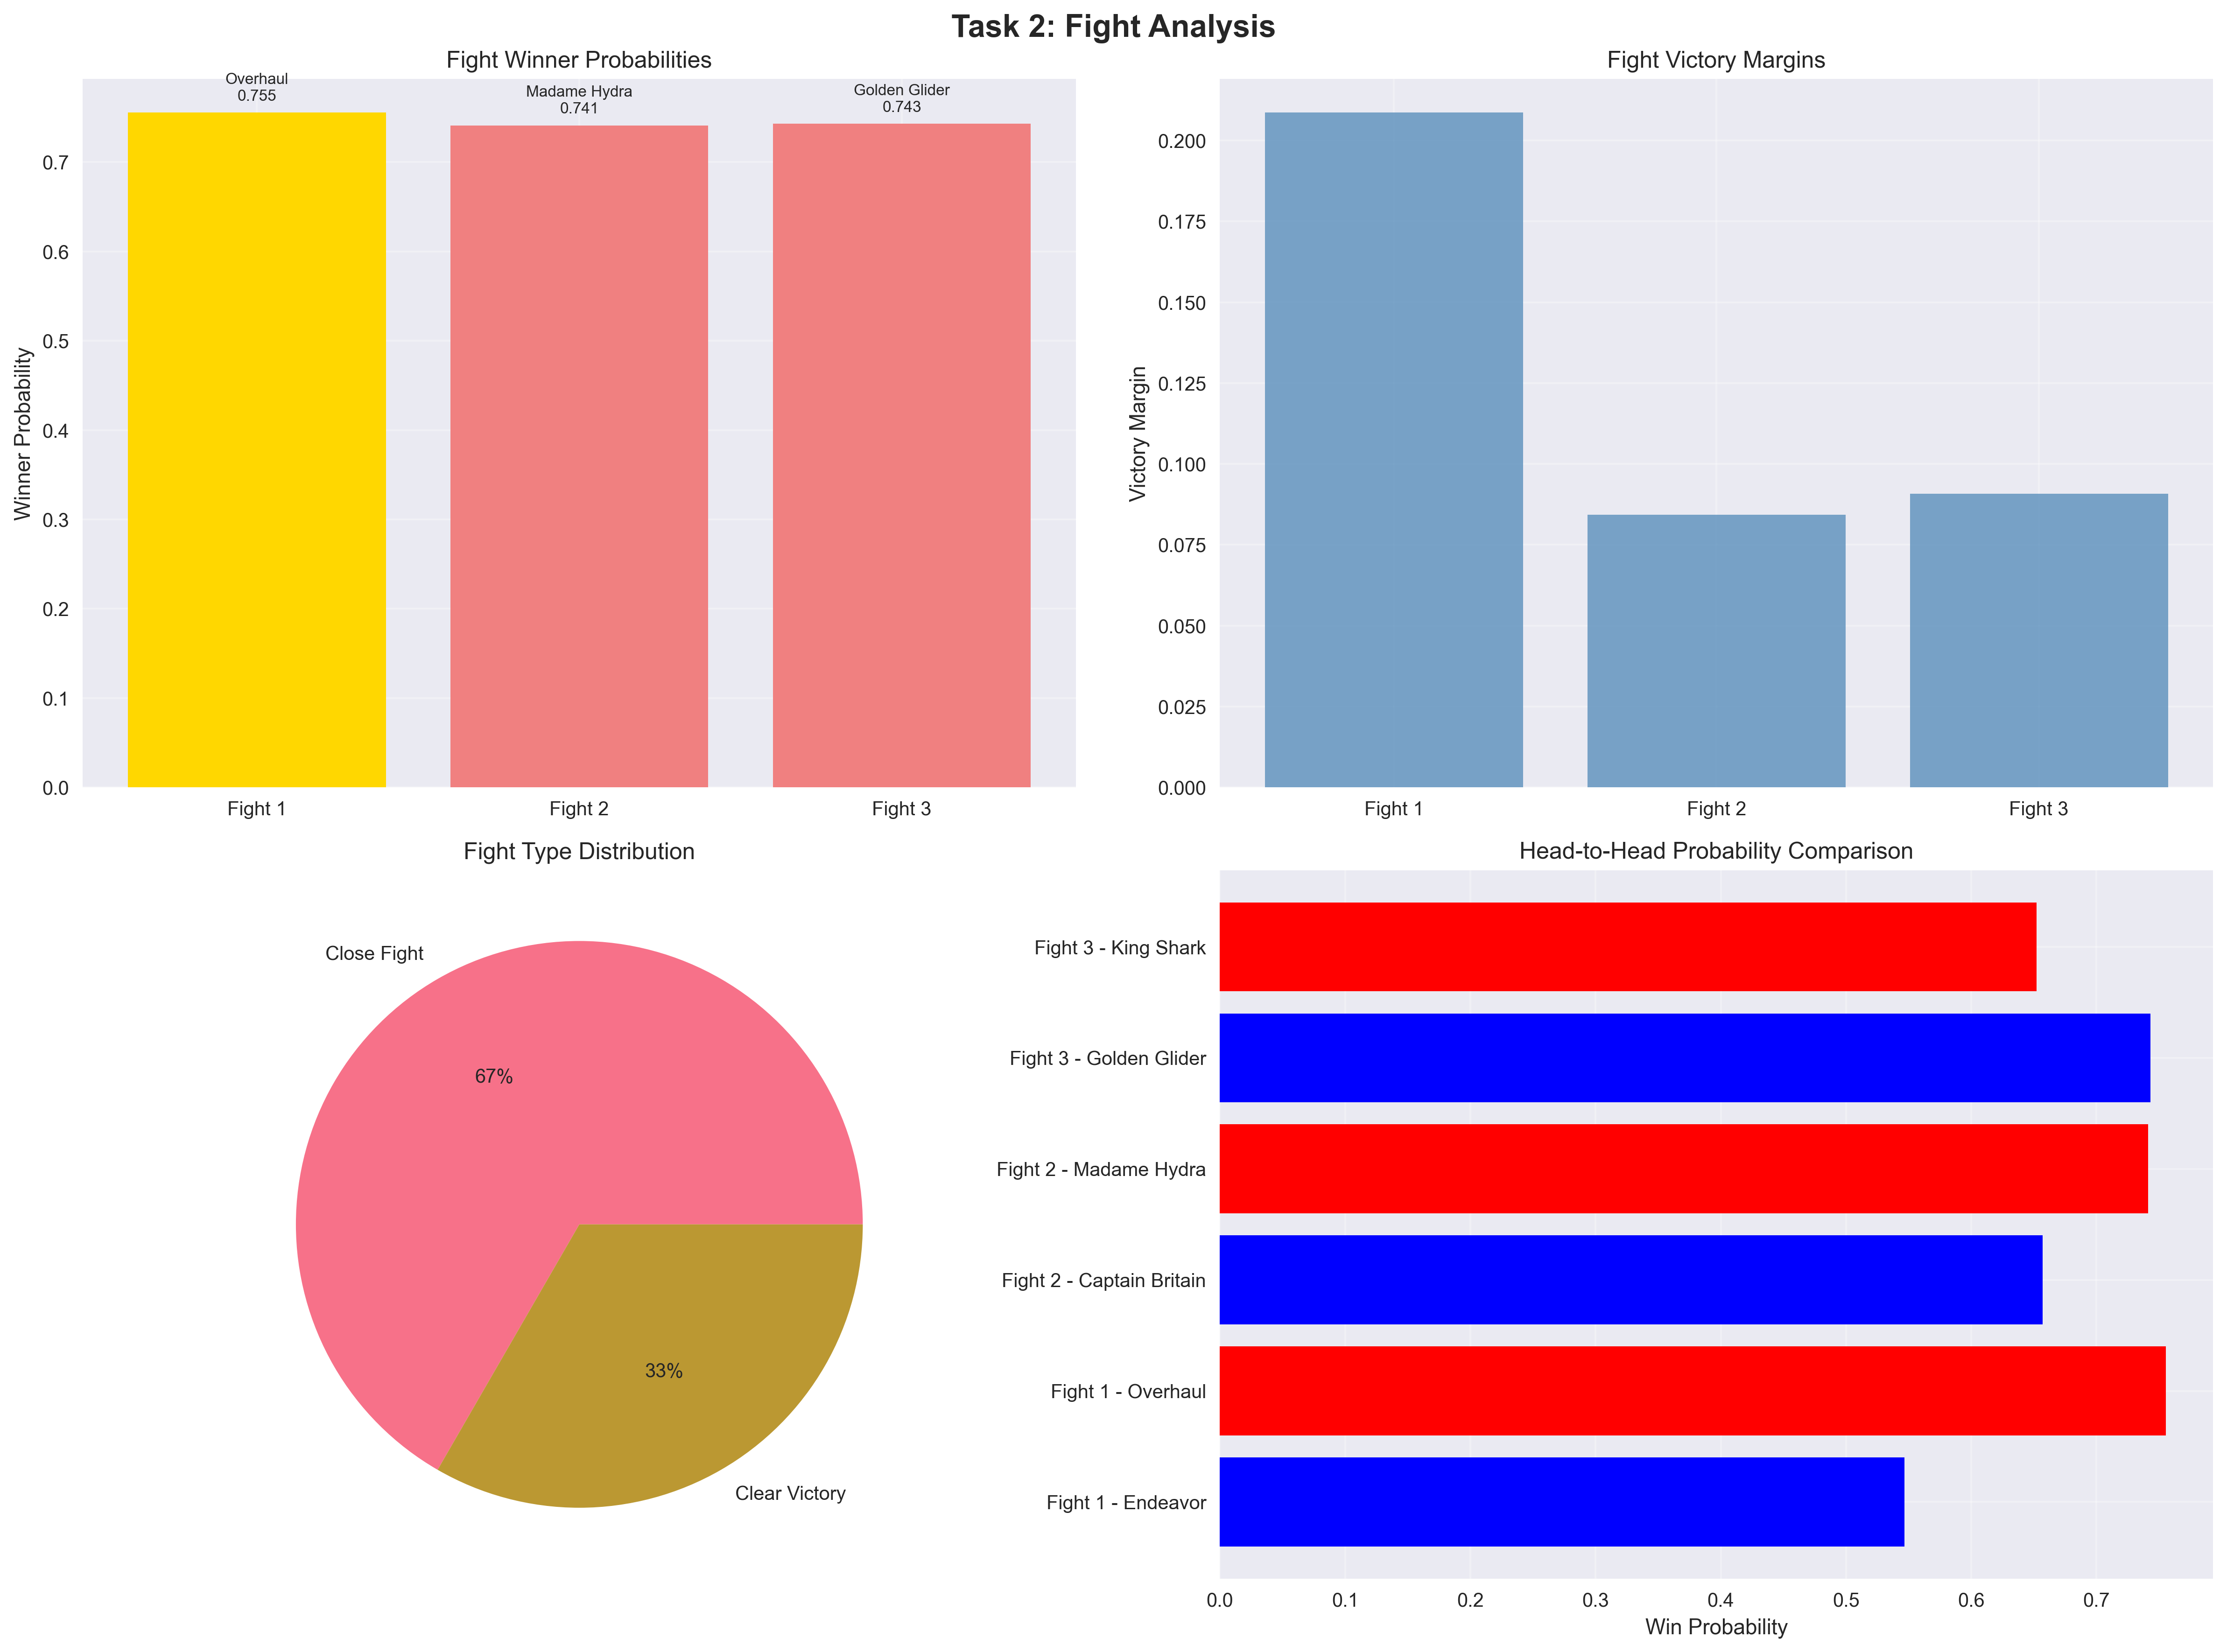 Task 2: Fight Analysis
Fight Winner Probabilities
Overhaul
0.755
Madame Hydra
0.741
Golden Glider
0.743
Winner Probability
0.7
0.6
0.5
0.4
0.3
0.2
0.1
0.0
Fight 1
Fight 2
Fight 3
Fight Victory Margins
Victory Margin
0.200
0.175
0.150
0.125
0.100
0.075
0.050
0.025
0.000
Fight 1
Fight 2
Fight 3
Fight Type Distribution
Close Fight
67%
33%
Clear Victory
Head-to-Head Probability Comparison
Fight 3 - King Shark
Fight 3 - Golden Glider
Fight 2 - Madame Hydra
Fight 2 - Captain Britain
Fight 1 - Overhaul
Fight 1 - Endeavor
0.0
0.1
0.2
0.3
0.4
0.5
0.6
0.7
Win Probability